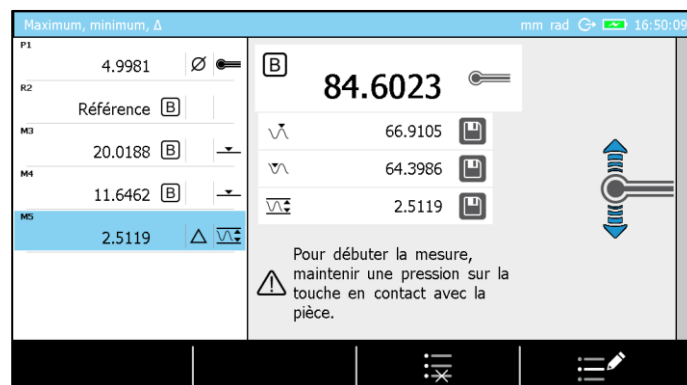 Maximum, minimum, Δ
mm rad 16:50:09
P1
4.9981 Ø
R2
Référence B
M3
20.0188 B
M4
11.6462 B
M5
2.5119 Δ
B
84.6023
66.9105
64.3986
2.5119
Pour débuter la mesure,
maintenir une pression sur la
touche en contact avec la
pièce.